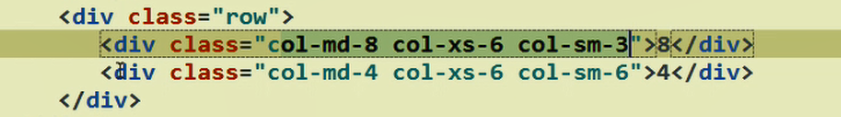 <div class="row">
<div class="col-md-8 col-xs-6 col-sm-3">8</div>
<div class="col-md-4 col-xs-6 col-sm-6">4</div>
</div>